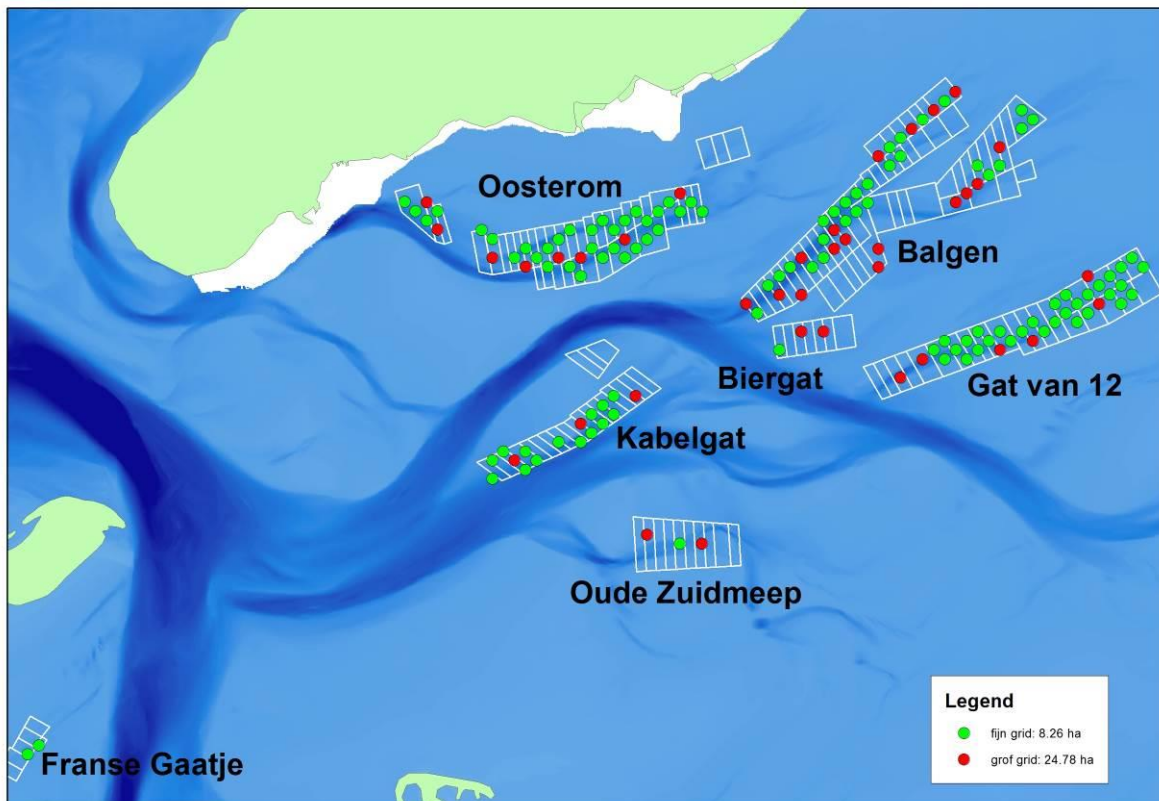 Oosterom
Balgen
Biergat
Gat van 12
Kabelgat
Oude Zuidmeep
Franse Gaatje
Legend
fijn grid: 8.26 ha
grof grid: 24.78 ha